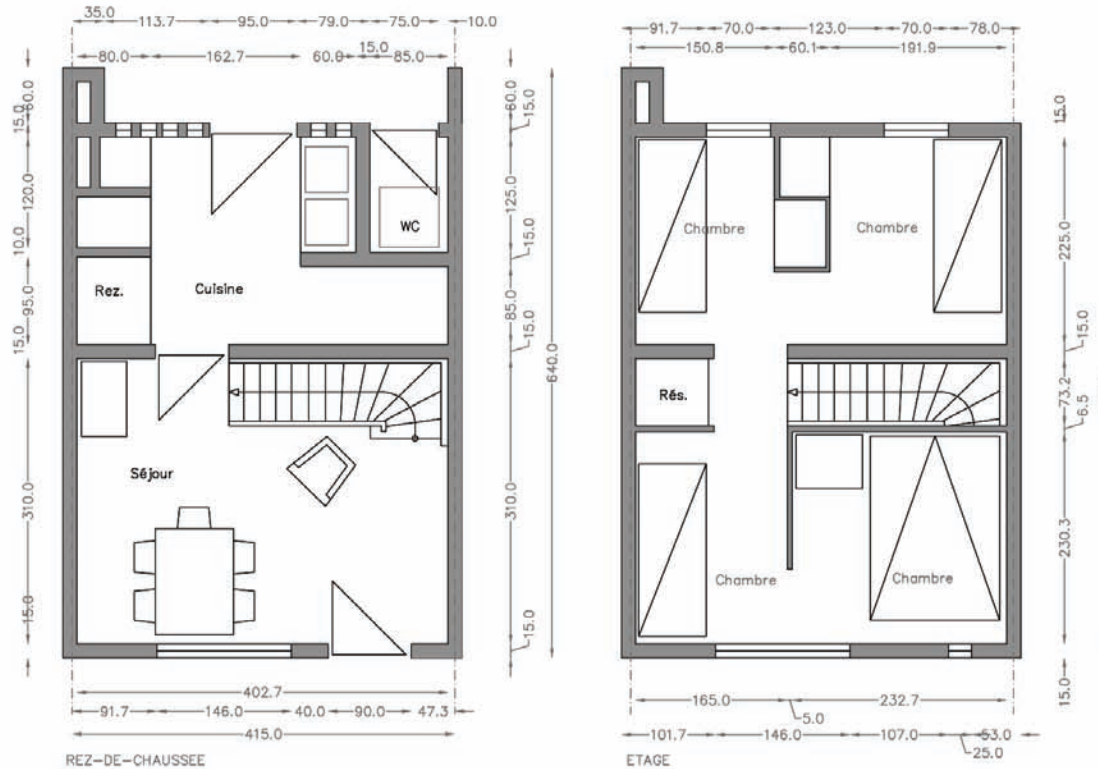 35.0 113.7 95.0 79.0 75.0 10.0
80.0 162.7 60.0 15.0 85.0
15.0 60.0
120.0
10.0
95.0
15.0
310.0
15.0
WC
Rez. Cuisine
Séjour
60.0 15.0
125.0
15.0
85.0
15.0
310.0
15.0
640.0
402.7
91.7 146.0 40.0 90.0 47.3
415.0
REZ-DE-CHAUSSEE
91.7 70.0 123.0 70.0 78.0
150.8 60.1 191.9
Chambre Chambre
Rés.
Chambre Chambre
15.0
225.0
15.0
73.2
6.5
230.3
15.0
165.0 5.0 232.7
101.7 146.0 107.0 53.0
25.0
ETAGE